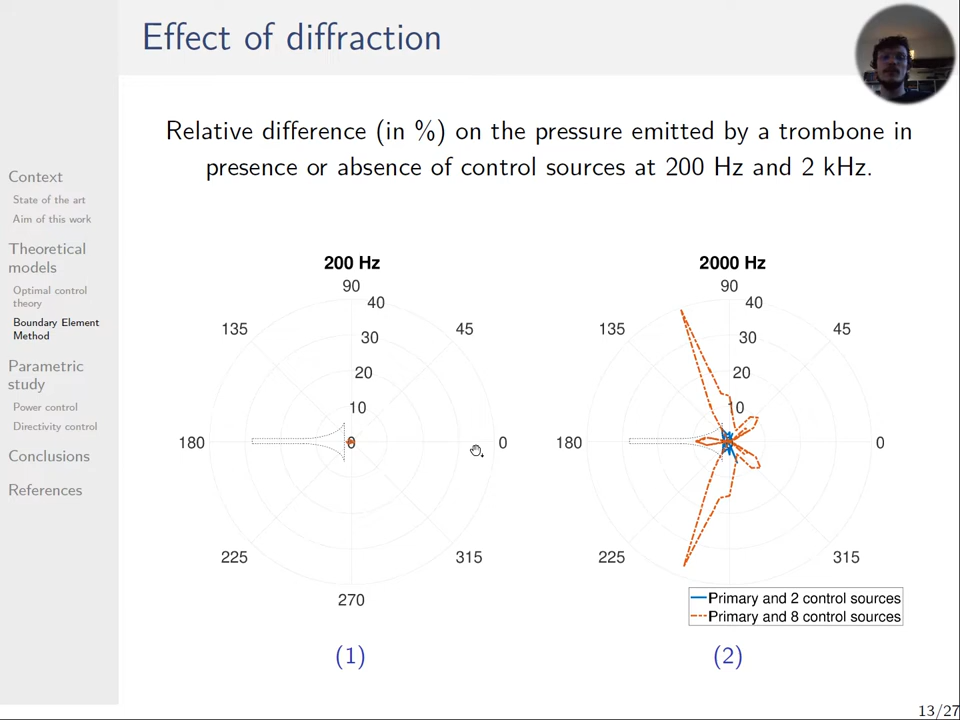 Effect of diffraction
Relative difference (in %) on the pressure emitted by a trombone in
presence or absence of control sources at 200 Hz and 2 kHz.
Context
State of the art
Aim of this work
Theoretical
models
Optimal control
theory
Boundary Element
Method
Parametric
study
Power control
Directivity control
Conclusions
References
200 Hz
90
40
135
45
30
20
10
180
0
0
225
315
270
(1)
2000 Hz
90
40
135
45
30
20
10
180
0
225
315
Primary and 2 control sources
Primary and 8 control sources
(2)
13/27